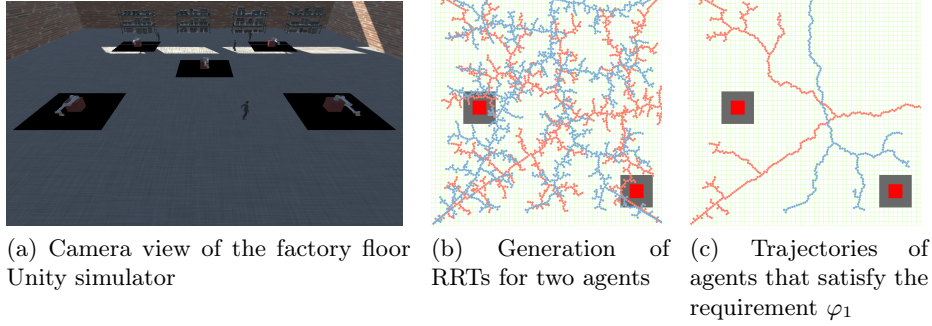 (a) Camera view of the factory floor
Unity simulator
(b) Generation of
RRTs for two agents
(c) Trajectories of
agents that satisfy the
requirement φ₁